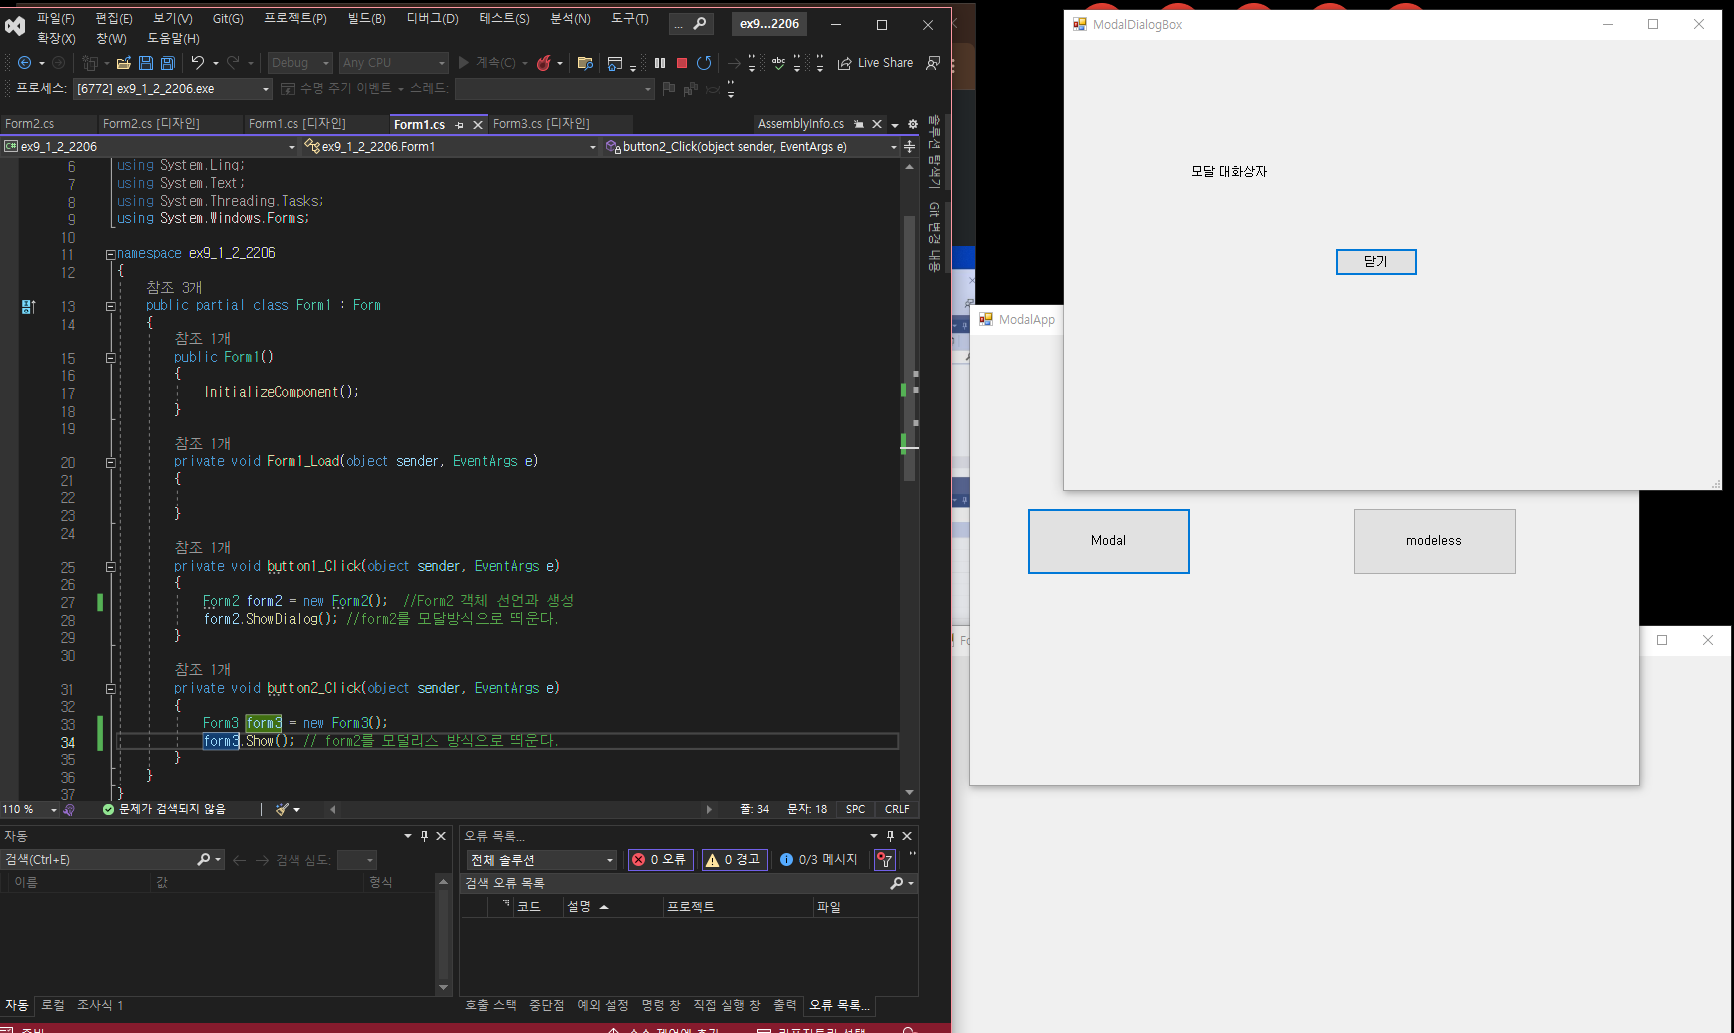 파일(F) 편집(E) 보기(V) Git(G) 프로젝트(P) 빌드(B) 디버그(D) 테스트(S) 분석(N) 도구(T) ... ex9...2206
확장(X) 창(W) 도움말(H)
Debug Any CPU 계속(C) Live Share
프로세스: [6772] ex9_1_2_2206.exe 수명 주기 이벤트 스레드:
Form2.cs Form2.cs [디자인] Form1.cs [디자인] Form1.cs Form3.cs [디자인] AssemblyInfo.cs
ex9_1_2_2206 ex9_1_2_2206.Form1 button2_Click(object sender, EventArgs e)
솔루션 탐색기
Git 변경 내용
6 using System.Linq;
7 using System.Text;
8 using System.Threading.Tasks;
9 using System.Windows.Forms;
10
11 namespace ex9_1_2_2206
12 {
참조 3개
13 public partial class Form1 : Form
14 {
참조 1개
15 public Form1()
16 {
17 InitializeComponent();
18 }
19
참조 1개
20 private void Form1_Load(object sender, EventArgs e)
21 {
22
23 }
24
참조 1개
25 private void button1_Click(object sender, EventArgs e)
26 {
27 Form2 form2 = new Form2(); //Form2 객체 선언과 생성
28 form2.ShowDialog(); //form2를 모달방식으로 띄운다.
29 }
30
참조 1개
31 private void button2_Click(object sender, EventArgs e)
32 {
33 Form3 form3 = new Form3();
34 form3.Show(); // form2를 모덜리스 방식으로 띄운다.
35 }
36 }
37 }
110 % 문제가 검색되지 않음 줄: 34 문자: 18 SPC CRLF
자동
검색(Ctrl+E) 검색 심도:
이름 값 형식
자동 로컬 조사식 1
오류 목록...
전체 솔루션 0 오류 0 경고 0/3 메시지
검색 오류 목록
코드 설명 프로젝트 파일
호출 스택 중단점 예외 설정 명령 창 직접 실행 창 출력 오류 목록...
ModalDialogBox
모달 대화상자
닫기
ModalApp
Modal modeless
Fo